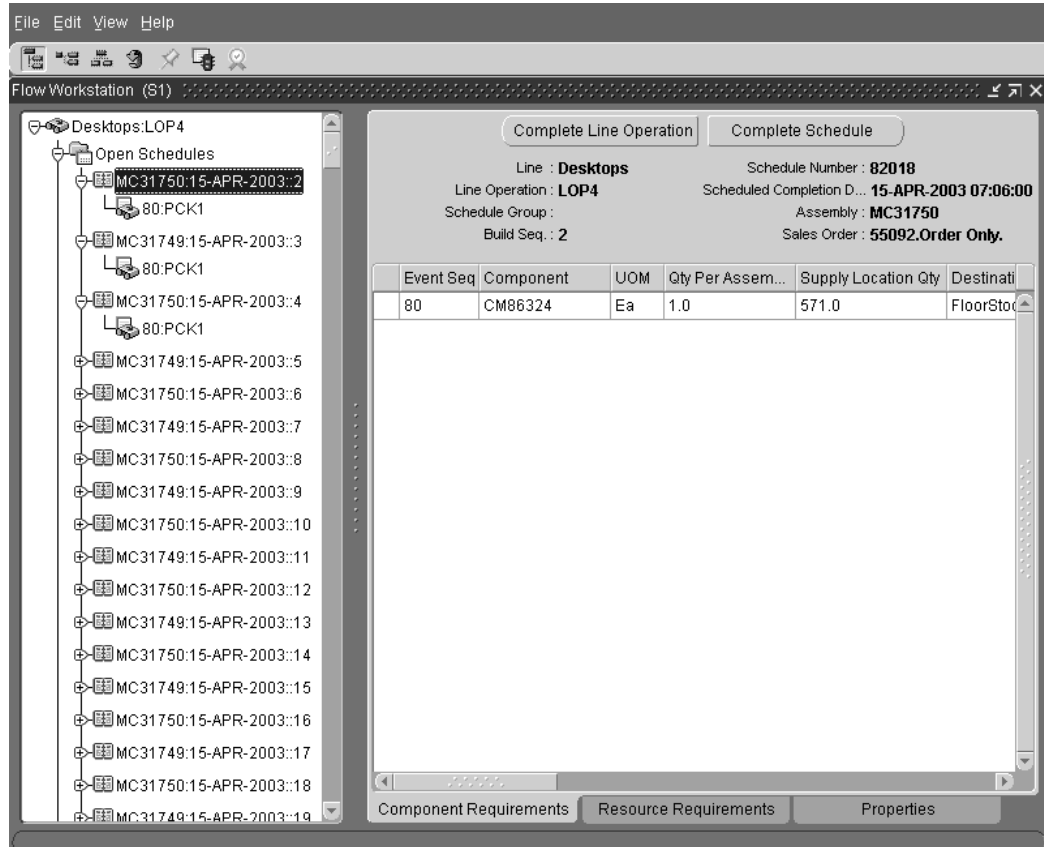 File Edit View Help
Flow Workstation (S1)
Desktops:LOP4
Open Schedules
MC31750:15-APR-2003::2
80:PCK1
MC31749:15-APR-2003::3
80:PCK1
MC31750:15-APR-2003::4
80:PCK1
MC31749:15-APR-2003::5
MC31750:15-APR-2003::6
MC31749:15-APR-2003::7
MC31750:15-APR-2003::8
MC31749:15-APR-2003::9
MC31750:15-APR-2003::10
MC31749:15-APR-2003::11
MC31750:15-APR-2003::12
MC31749:15-APR-2003::13
MC31750:15-APR-2003::14
MC31749:15-APR-2003::15
MC31750:15-APR-2003::16
MC31749:15-APR-2003::17
MC31750:15-APR-2003::18
MC31749:15-APR-2003::19
Complete Line Operation Complete Schedule
Line : Desktops Schedule Number : 82018
Line Operation : LOP4 Scheduled Completion D... 15-APR-2003 07:06:00
Schedule Group : Assembly : MC31750
Build Seq. : 2 Sales Order : 55092.Order Only.
Event Seq Component UOM Qty Per Assem... Supply Location Qty Destinati
80 CM86324 Ea 1.0 571.0 FloorStoc
Component Requirements Resource Requirements Properties